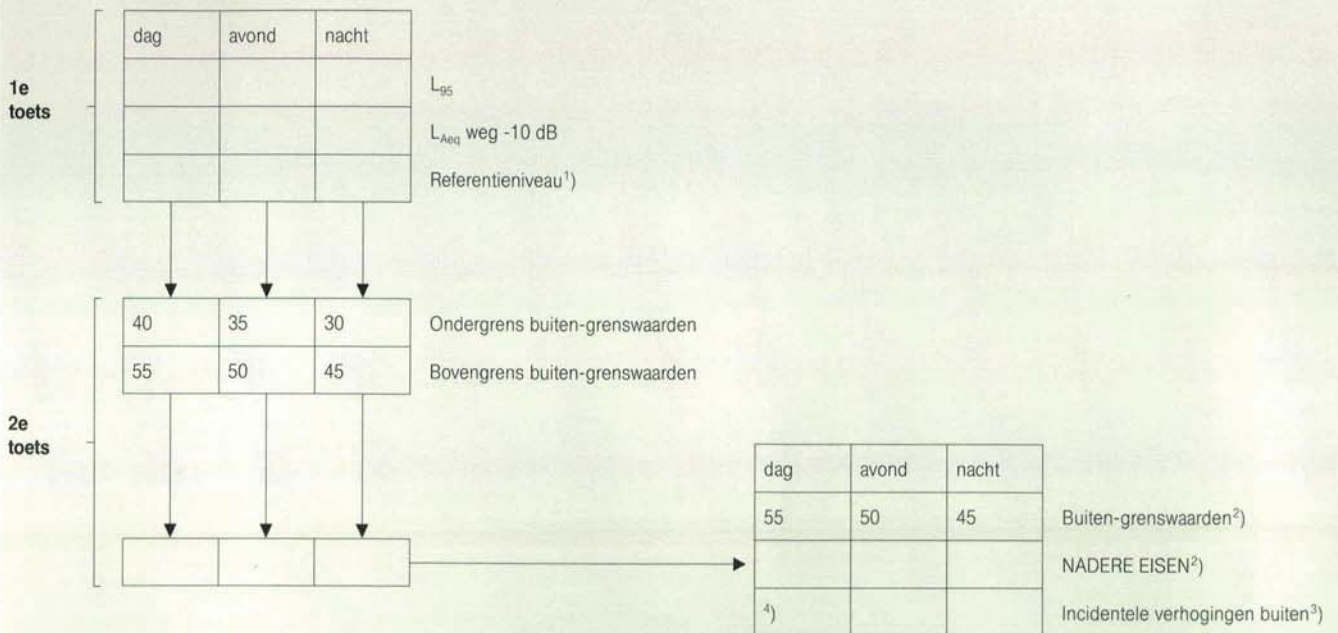 dag avond nacht
1e toets
L95
LAeq weg -10 dB
Referentieniveau1)
40 35 30 Ondergrens buiten-grenswaarden
55 50 45 Bovengrens buiten-grenswaarden
2e toets
dag avond nacht
55 50 45 Buiten-grenswaarden2)
NADERE EISEN2)
4) Incidentele verhogingen buiten3)